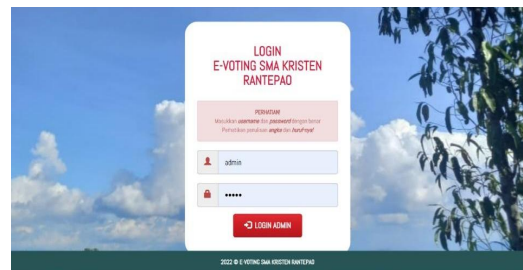 LOGIN
E-VOTING SMA KRISTEN
RANTEPAO
PERHATIAN!
Masukkan username dan password dengan benar
Perhatikan penulisan angka dan hurufnya!
admin
•••••
LOGIN ADMIN
2022 © E-VOTING SMA KRISTEN RANTEPAO